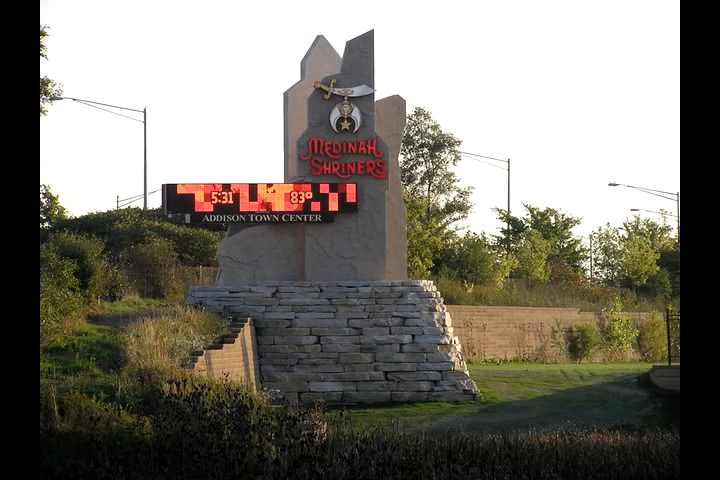 MEDINAH
SHRINERS
5:31 83°
ADDISON TOWN CENTER